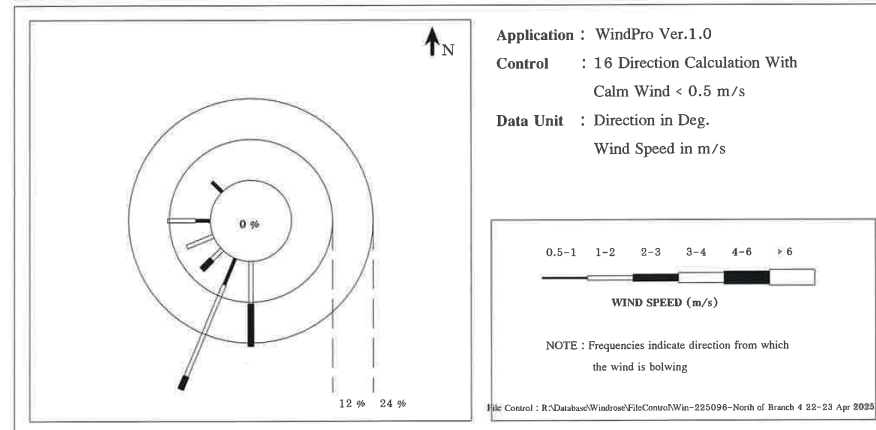 N
Application : WindPro Ver.1.0
Control : 16 Direction Calculation With
Calm Wind < 0.5 m/s
Data Unit : Direction in Deg.
Wind Speed in m/s
0 %
12 % 24 %
0.5-1 1-2 2-3 3-4 4-6 > 6
WIND SPEED (m/s)
NOTE : Frequencies indicate direction from which
the wind is bolwing
File Control : R:\Database\Windrose\FileControl\Win-225096-North of Branch 4 22-23 Apr 2025